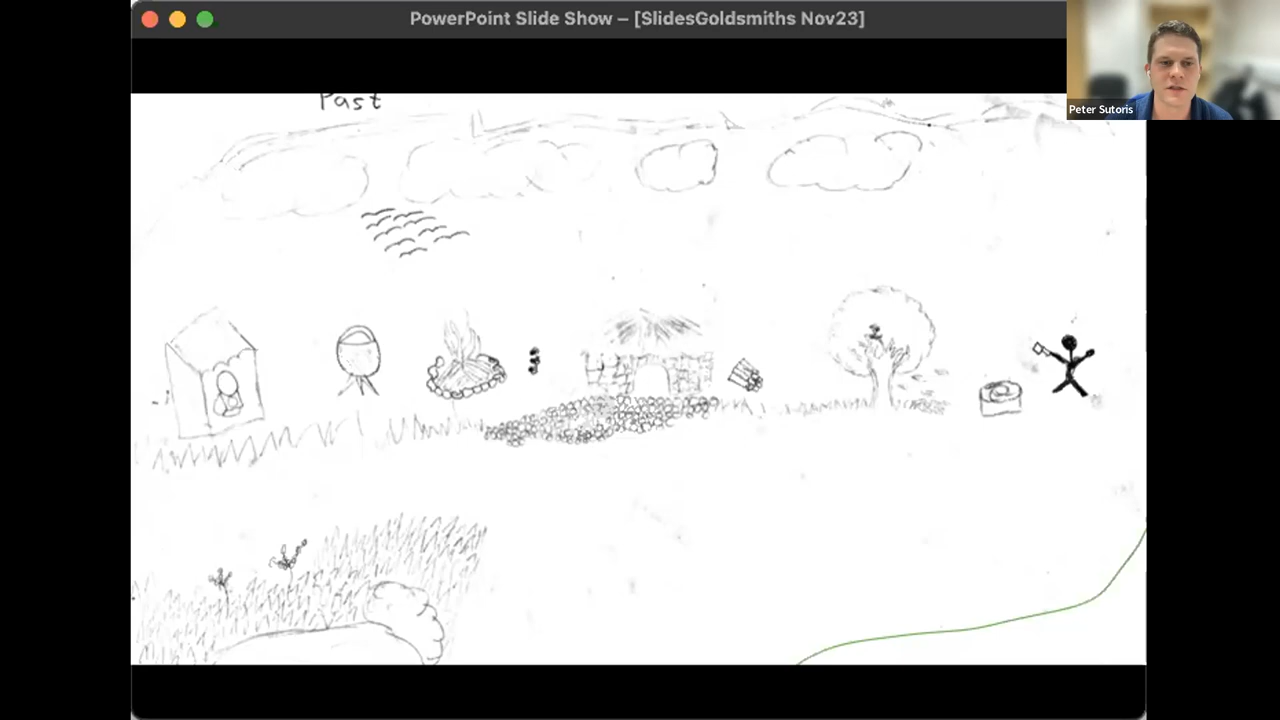 PowerPoint Slide Show – [SlidesGoldsmiths Nov23]
Peter Sutoris
Past